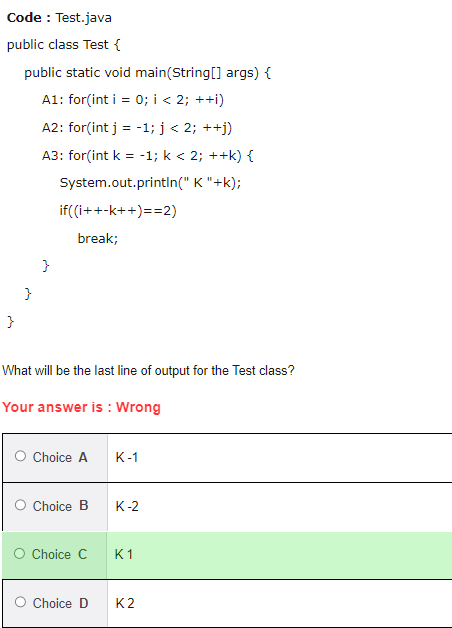 Code : Test.java
public class Test {
public static void main(String[] args) {
A1: for(int i = 0; i < 2; ++i)
A2: for(int j = -1; j < 2; ++j)
A3: for(int k = -1; k < 2; ++k) {
System.out.println(" K "+k);
if((i++-k++)==2)
break;
}
}
}
What will be the last line of output for the Test class?
Your answer is : Wrong
Choice A K -1
Choice B K -2
Choice C K 1
Choice D K 2